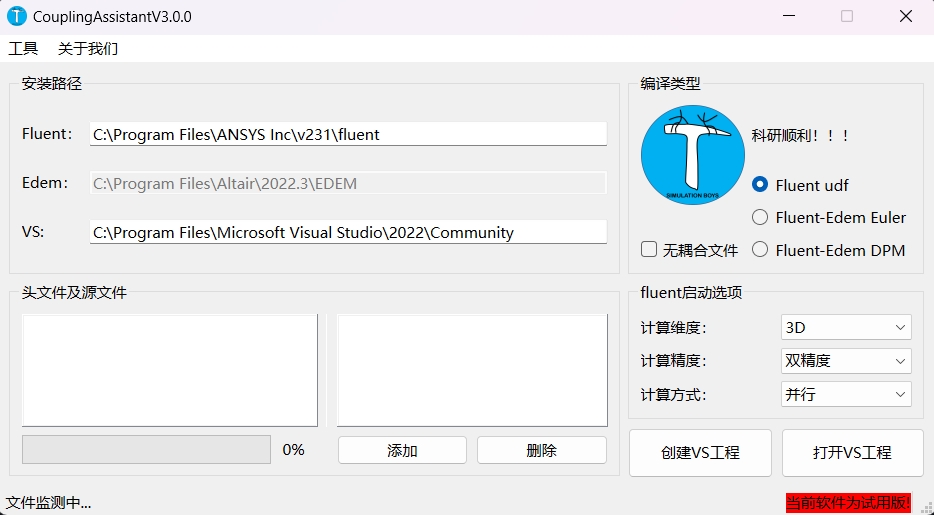 CouplingAssistantV3.0.0
工具 关于我们
安装路径
Fluent: C:\Program Files\ANSYS Inc\v231\fluent
Edem: C:\Program Files\Altair\2022.3\EDEM
VS: C:\Program Files\Microsoft Visual Studio\2022\Community
编译类型
SIMULATION BOYS
科研顺利！！！
Fluent udf
Fluent-Edem Euler
无耦合文件 Fluent-Edem DPM
头文件及源文件
0% 添加 删除
fluent启动选项
计算维度: 3D
计算精度: 双精度
计算方式: 并行
创建VS工程 打开VS工程
文件监测中... 当前软件为试用版!